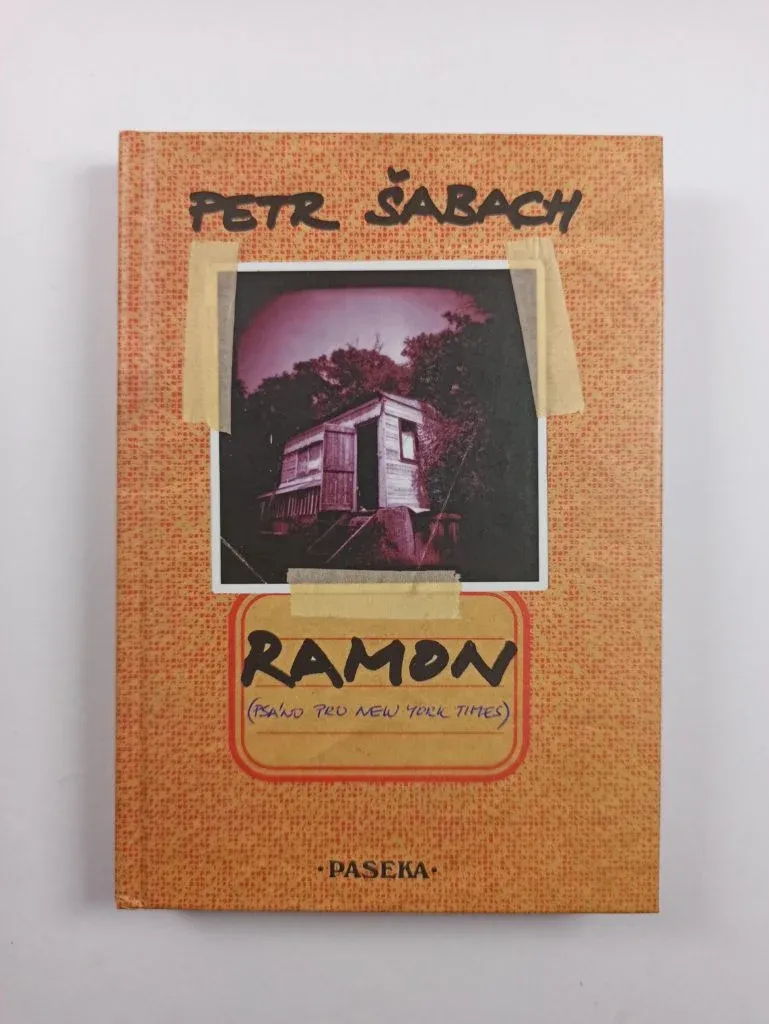 PETR ŠABACH
RAMON
(PSÁNO PRO NEW YORK TIMES)
·PASEKA·